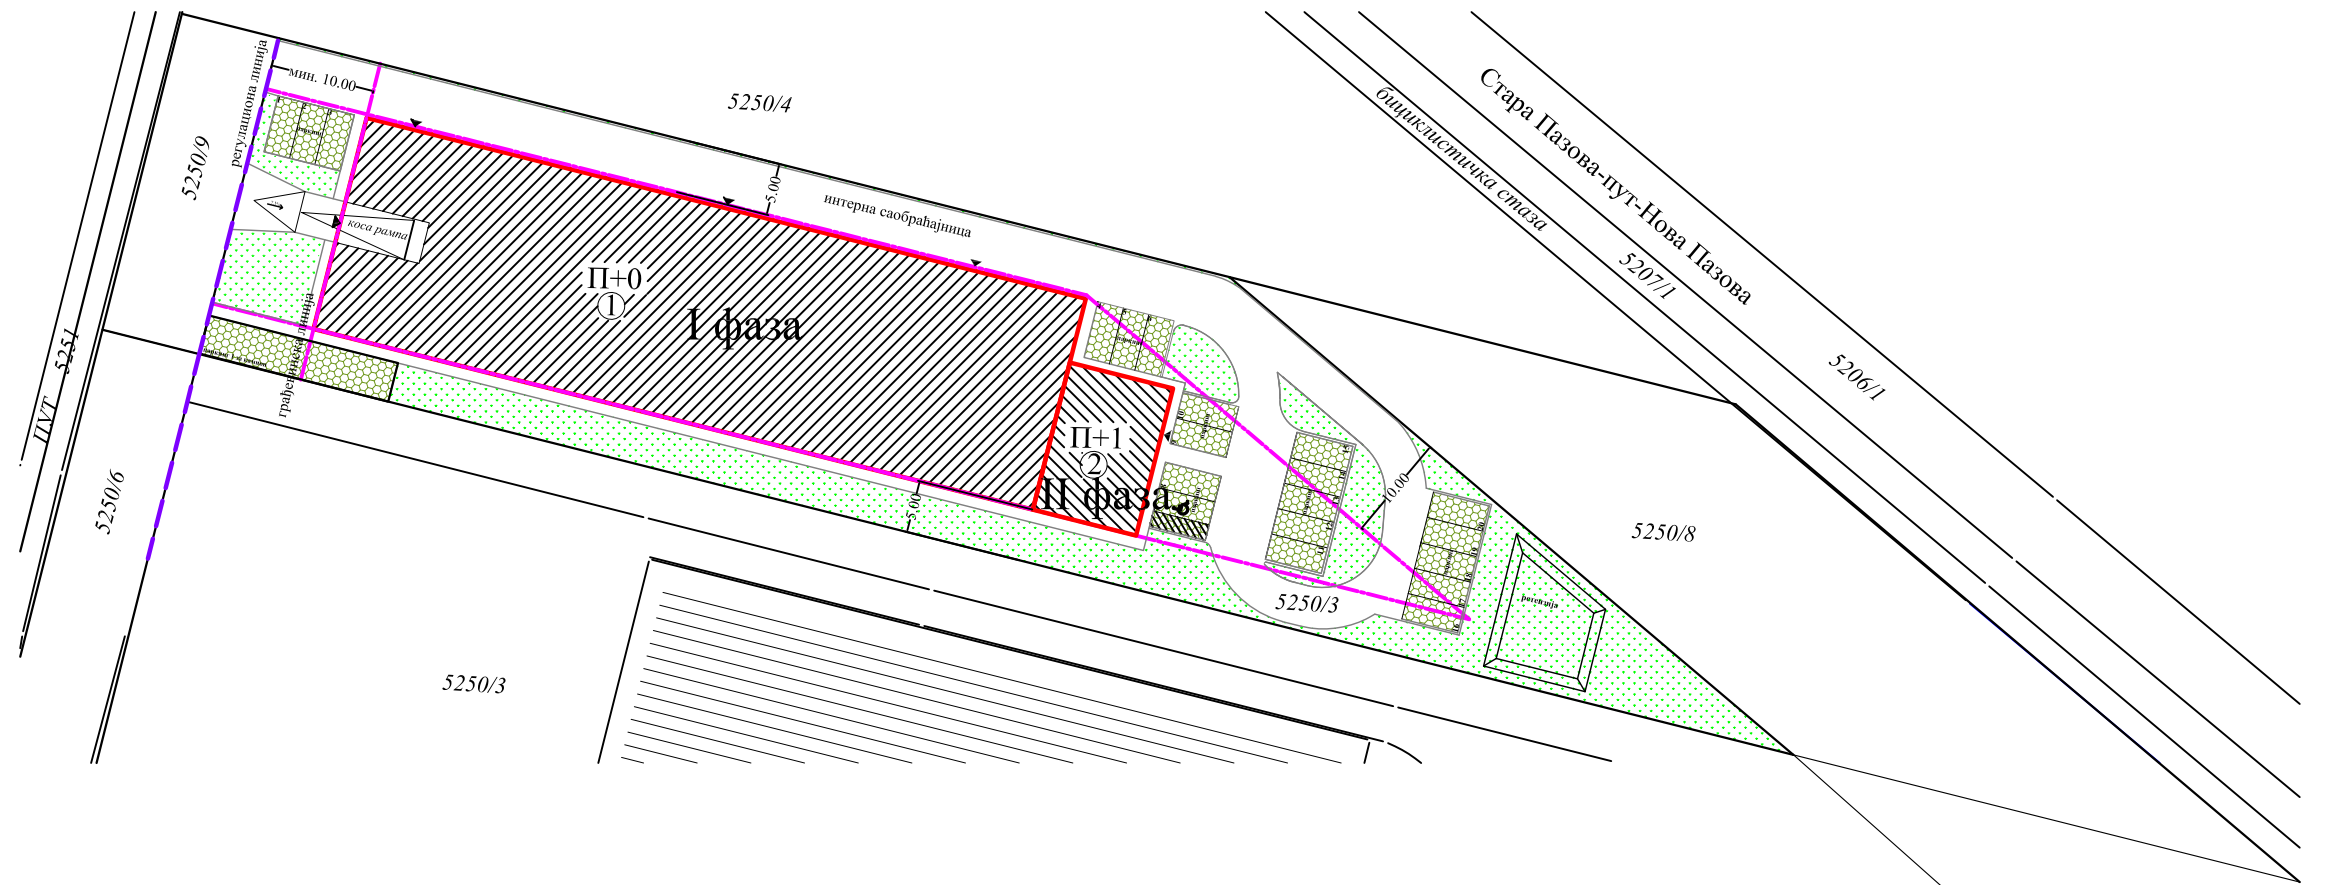 регулациона линија
мин. 10.00
5250/4
5250/9
5.00
интерна саобраћајница
коса рампа
П+0
1
I фаза
грађевинска линија
5251
ПУТ
5250/6
П+1
2
II фаза
5.00
10.00
5250/3
5250/3
5250/8
ретенција
Стара Пазова-пут-Нова Пазова
бициклистичка стаза
5207/1
5206/1